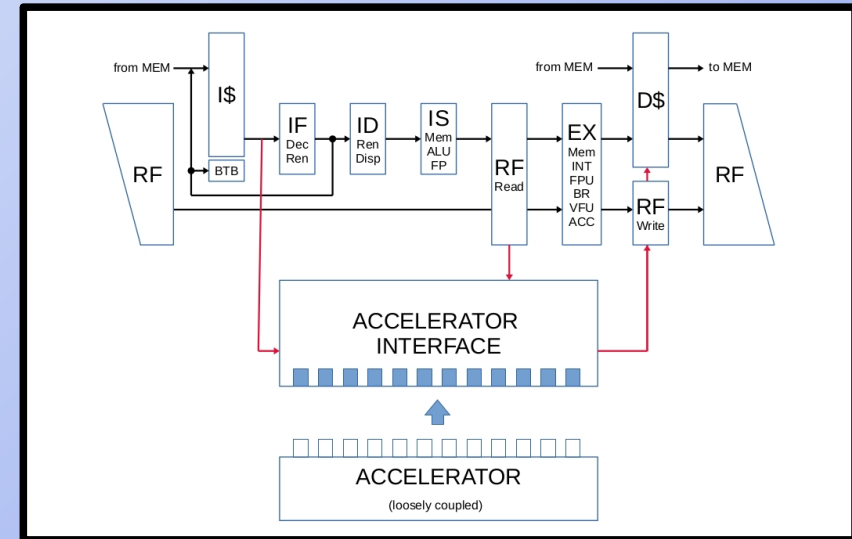 from MEM
I$
BTB
RF
IF
Dec
Ren
ID
Ren
Disp
IS
Mem
ALU
FP
RF
Read
EX
Mem
INT
FPU
BR
VFU
ACC
from MEM
D$
to MEM
RF
Write
RF
ACCELERATOR
INTERFACE
ACCELERATOR
(loosely coupled)